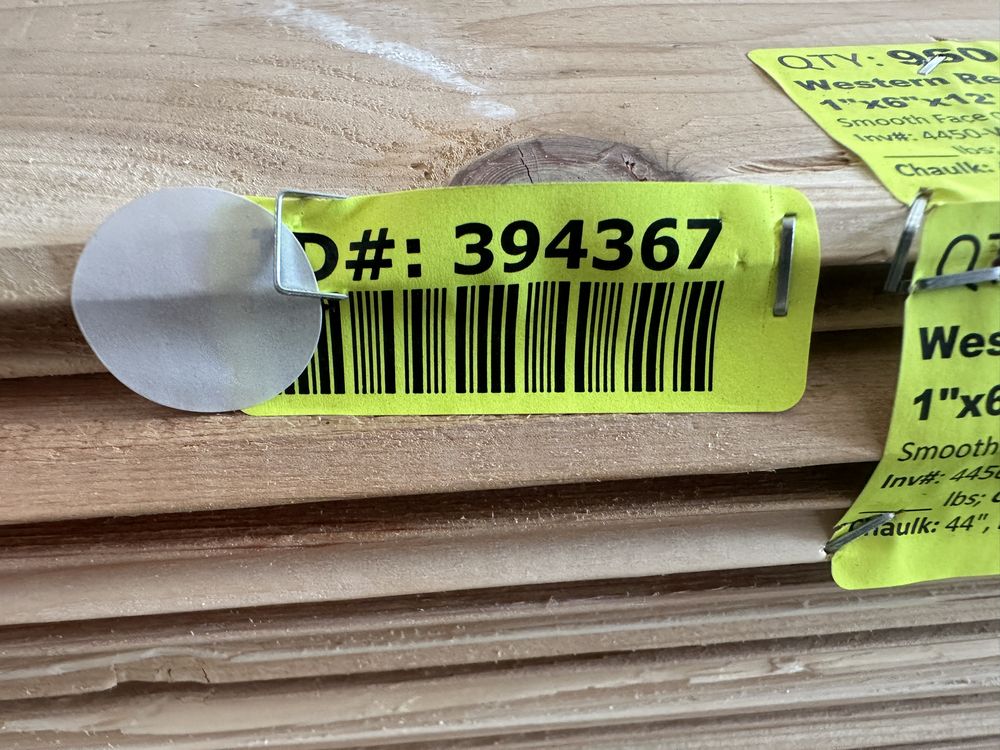 ID#: 394367
QTY: 960
Western Re
1"x6"x12'
Smooth Face
Inv#: 4450-
lbs;
Chaulk:
Wes
1"x6
Smooth
Inv#: 445
lbs;
Chaulk: 44",